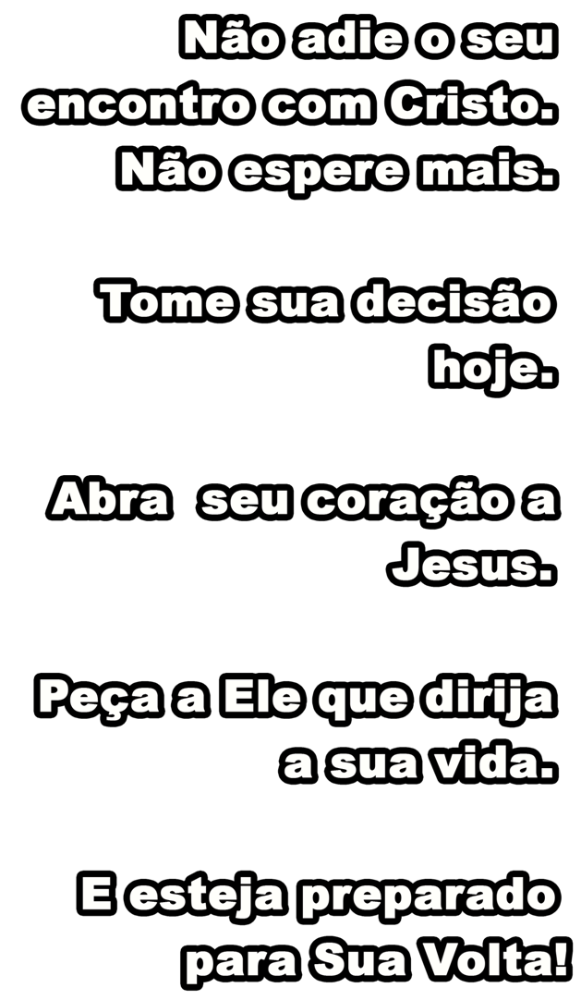 Não adie o seu
encontro com Cristo.
Não espere mais.
Tome sua decisão
hoje.
Abra  seu coração a
Jesus.
Peça a Ele que dirija
a sua vida.
E esteja preparado
para Sua Volta!